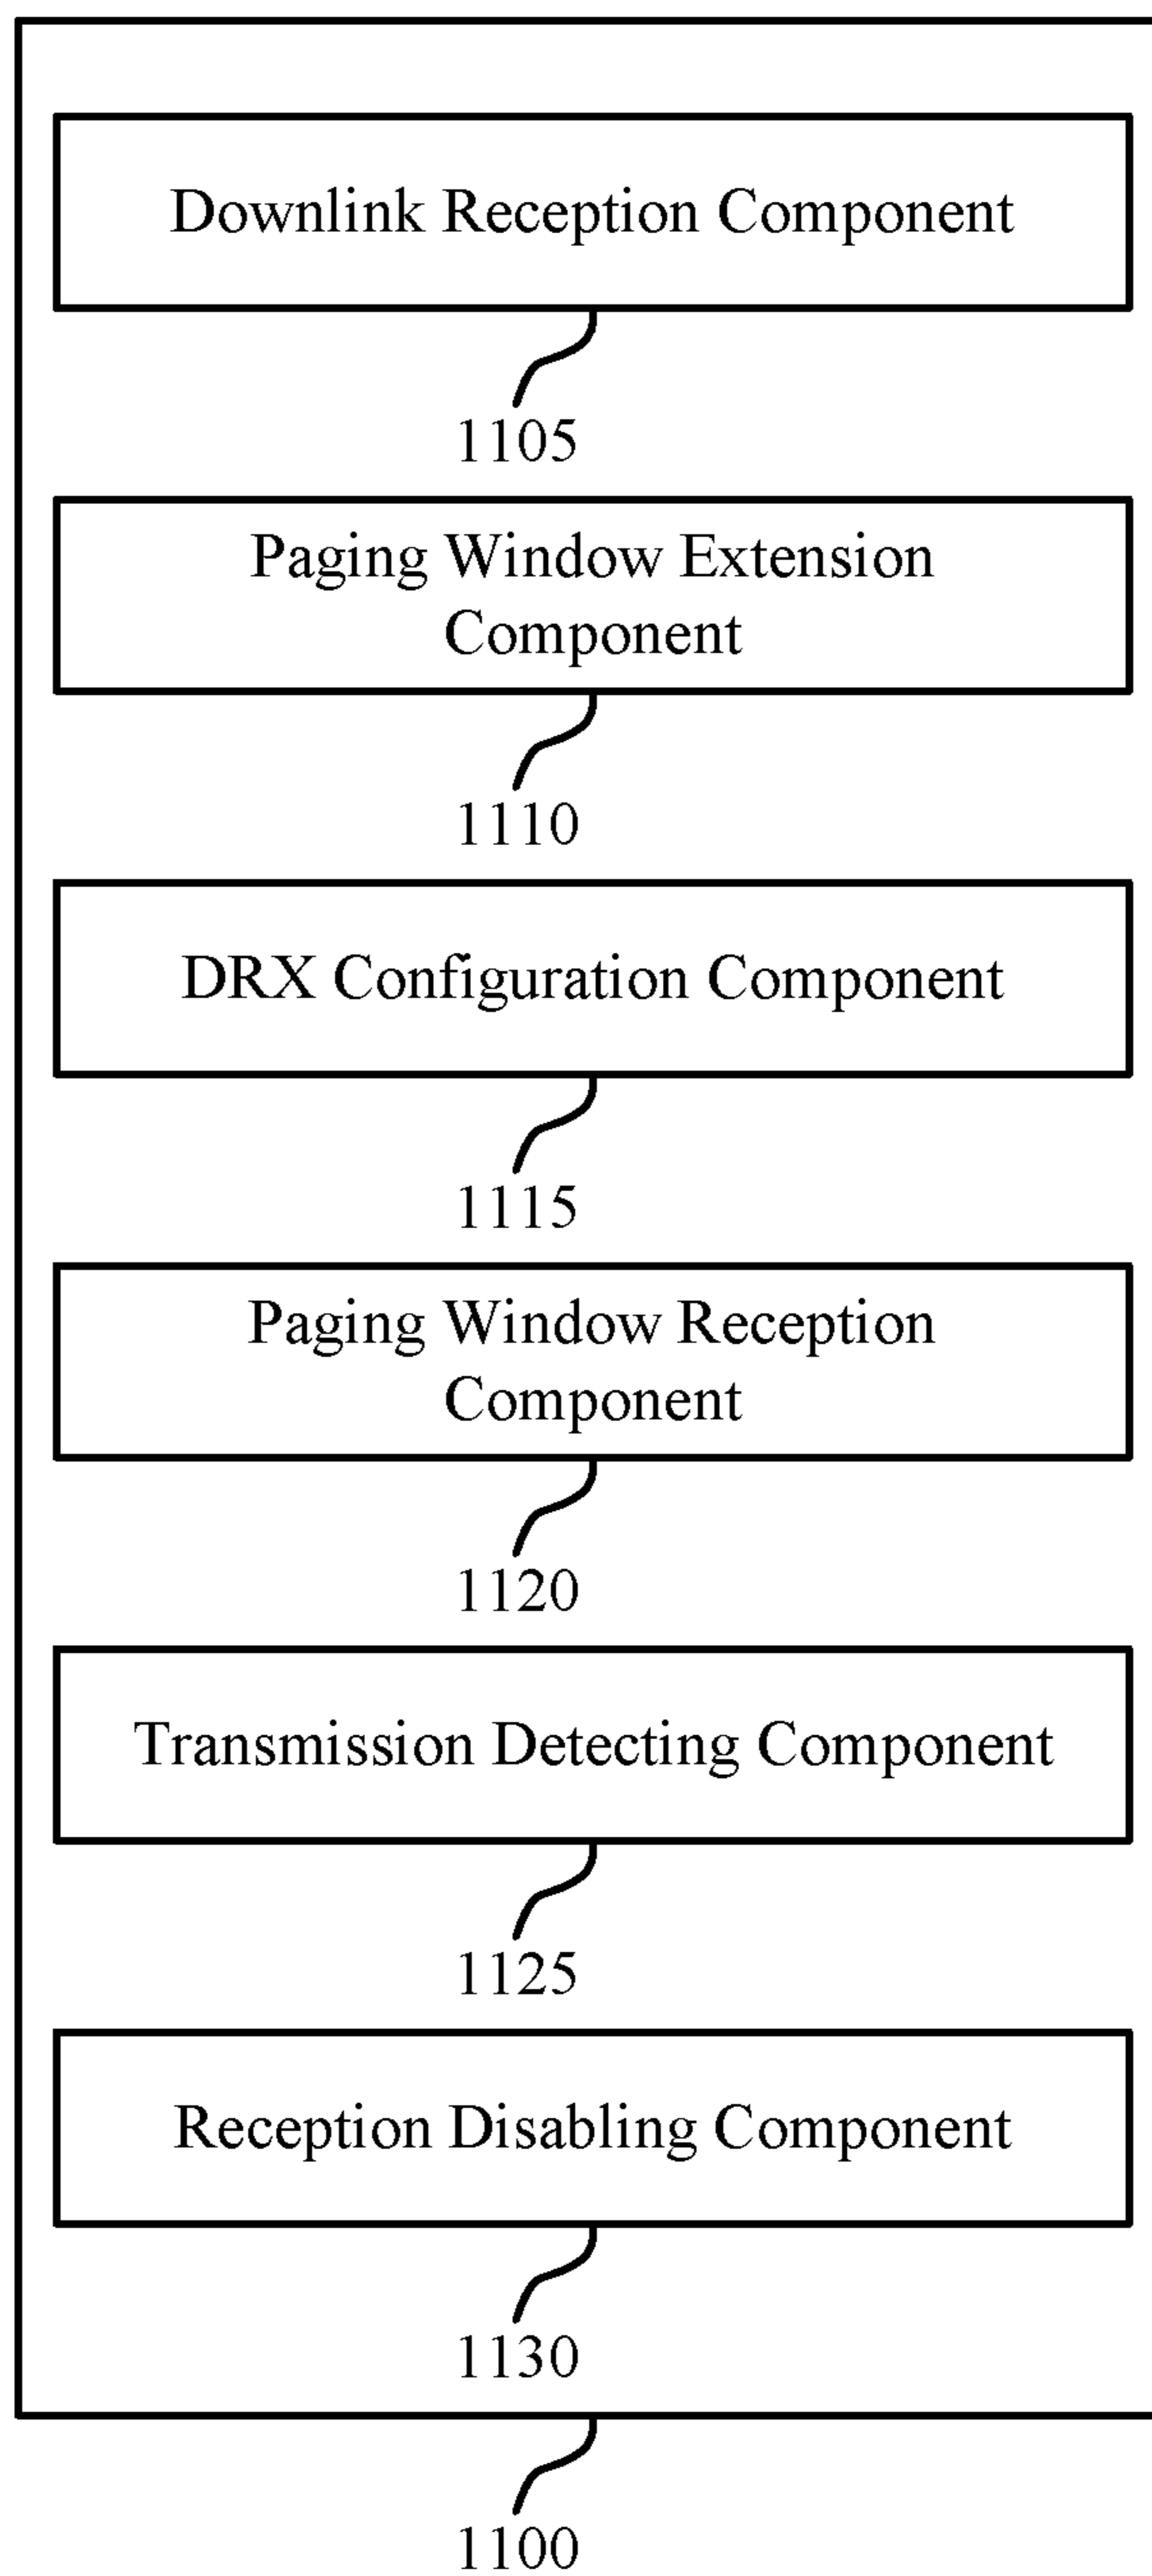 Downlink Reception Component
1105
Paging Window Extension
Component
1110
DRX Configuration Component
1115
Paging Window Reception
Component
1120
Transmission Detecting Component
1125
Reception Disabling Component
1130
1100